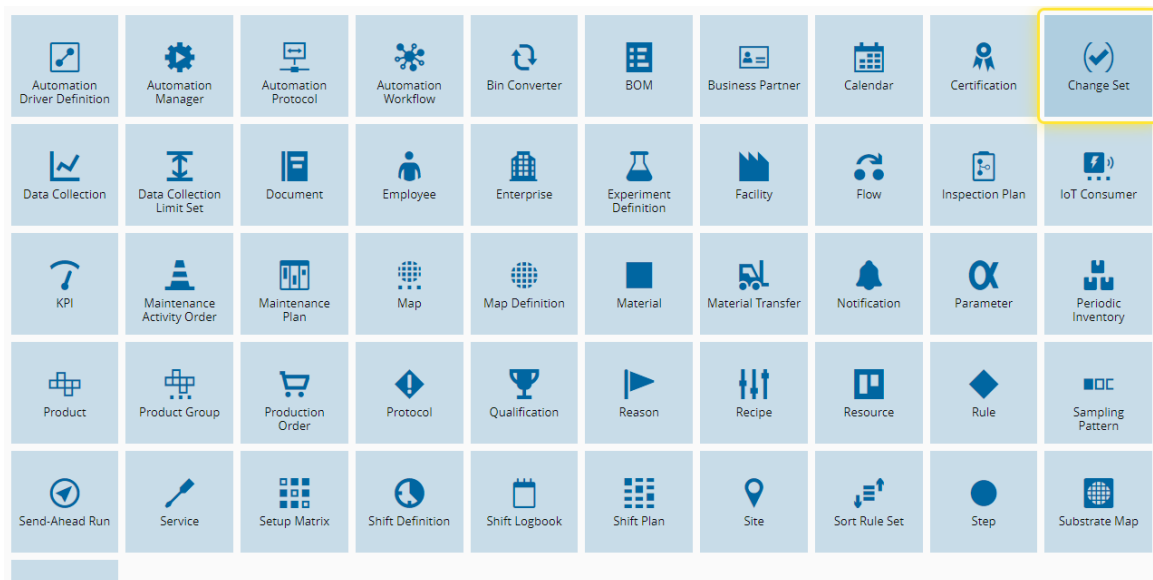 Automation
Driver Definition
Automation
Manager
Automation
Protocol
Automation
Workflow
Bin Converter
BOM
Business Partner
Calendar
Certification
Change Set
Data Collection
Data Collection
Limit Set
Document
Employee
Enterprise
Experiment
Definition
Facility
Flow
Inspection Plan
IoT Consumer
KPI
Maintenance
Activity Order
Maintenance
Plan
Map
Map Definition
Material
Material Transfer
Notification
Parameter
Periodic
Inventory
Product
Product Group
Production
Order
Protocol
Qualification
Reason
Recipe
Resource
Rule
Sampling
Pattern
Send-Ahead Run
Service
Setup Matrix
Shift Definition
Shift Logbook
Shift Plan
Site
Sort Rule Set
Step
Substrate Map